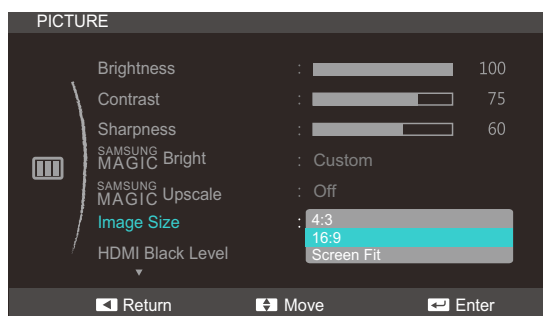 PICTURE
Brightness : 100
Contrast : 75
Sharpness : 60
SAMSUNG MAGIC Bright : Custom
SAMSUNG MAGIC Upscale : Off
Image Size : 4:3
16:9
Screen Fit
HDMI Black Level
Return Move Enter